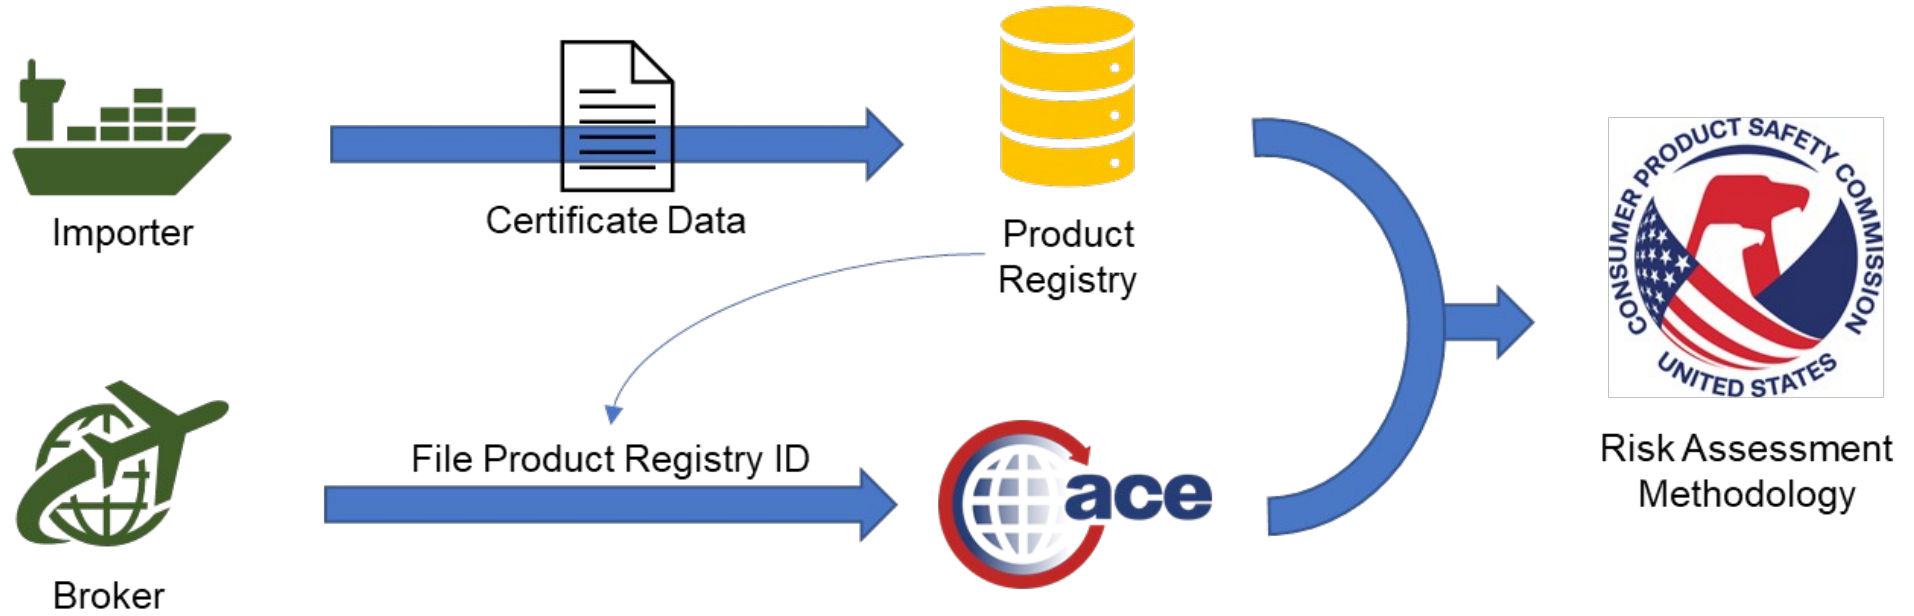 Importer
Certificate Data
Product
Registry
File Product Registry ID
ace
Broker
CONSUMER PRODUCT SAFETY COMMISSION
UNITED STATES
Risk Assessment
Methodology